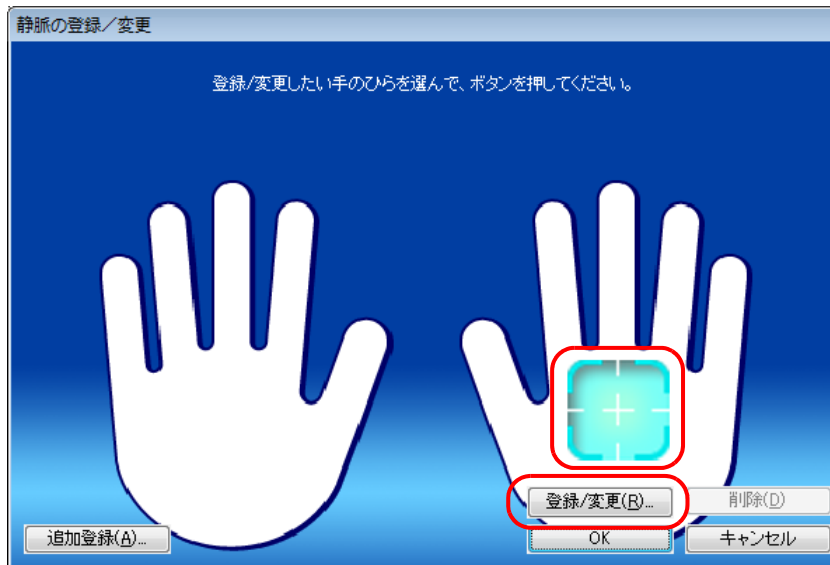 静脈の登録／変更
登録/変更したい手のひらを選んで、ボタンを押してください。
登録/変更(R)...
削除(D)
追加登録(A)...
OK
キャンセル